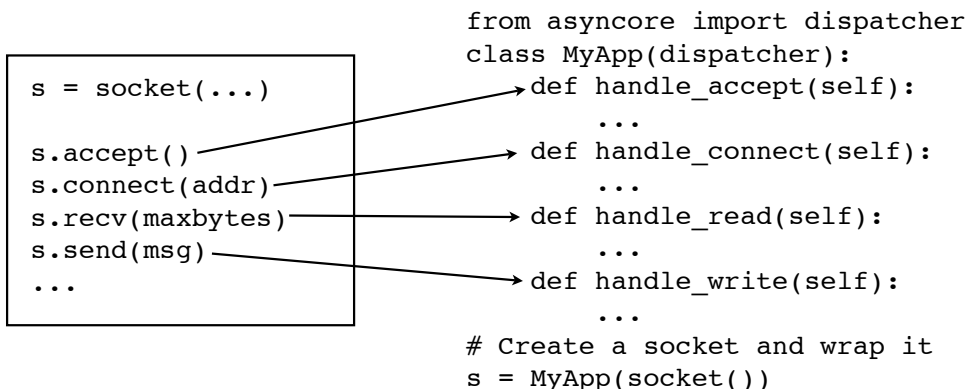 s = socket(...)
s.accept()
s.connect(addr)
s.recv(maxbytes)
s.send(msg)
...
from asyncore import dispatcher
class MyApp(dispatcher):
def handle_accept(self):
...
def handle_connect(self):
...
def handle_read(self):
...
def handle_write(self):
...
# Create a socket and wrap it
s = MyApp(socket())